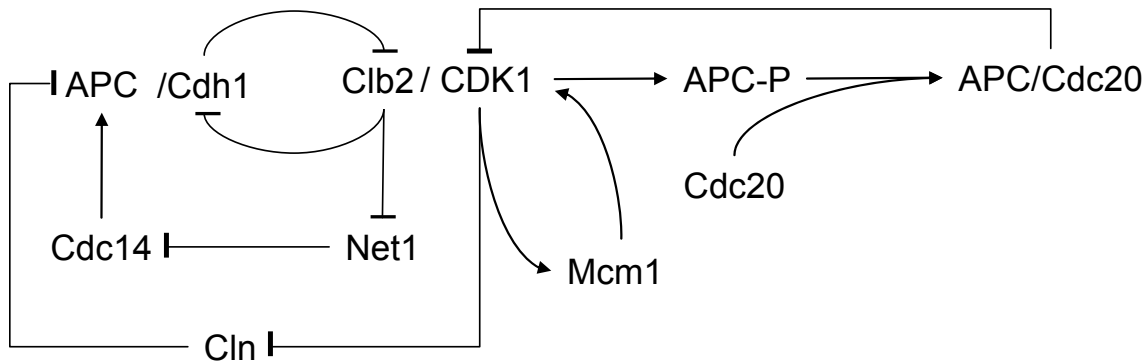 APC /Cdh1 Clb2 / CDK1 APC-P APC/Cdc20
Cdc20
Cdc14 Net1 Mcm1
Cln